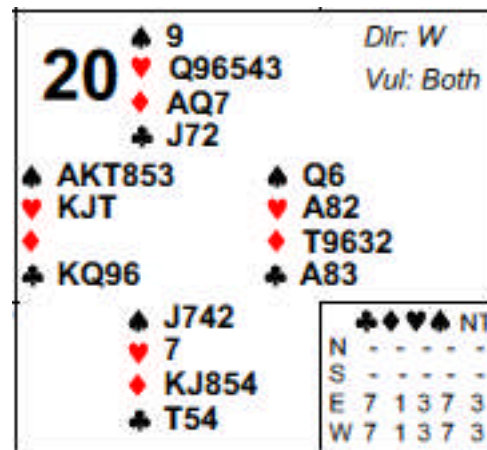 20
♠ 9
♥ Q96543
♦ AQ7
♣ J72
Dlr: W
Vul: Both
♠ AKT853
♥ KJT
♦
♣ KQ96
♠ Q6
♥ A82
♦ T9632
♣ A83
♠ J742
♥ 7
♦ KJ854
♣ T54
♣ ♦ ♥ ♠ NT
N - - - - -
S - - - - -
E 7 1 3 7 3
W 7 1 3 7 3